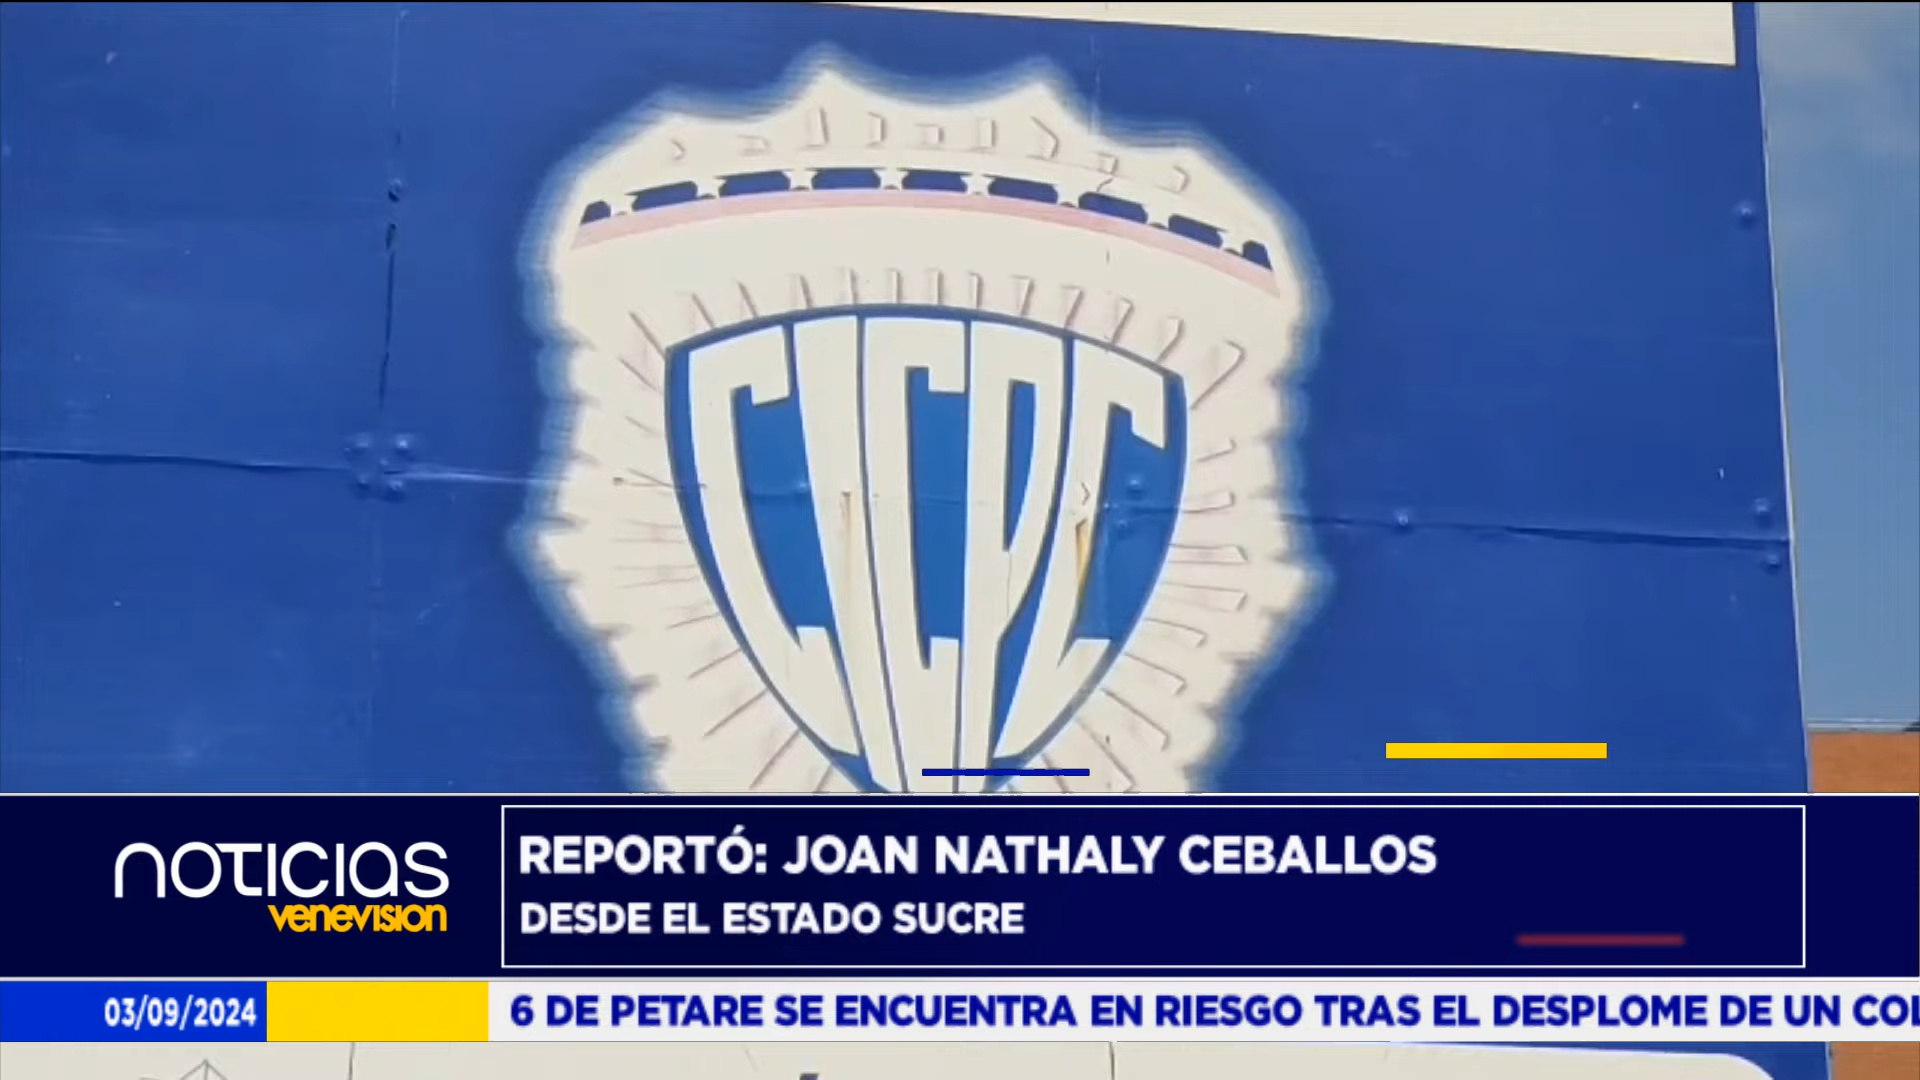 CICPC
noticias
venevision
REPORTÓ: JOAN NATHALY CEBALLOS
DESDE EL ESTADO SUCRE
03/09/2024
6 DE PETARE SE ENCUENTRA EN RIESGO TRAS EL DESPLOME DE UN COL